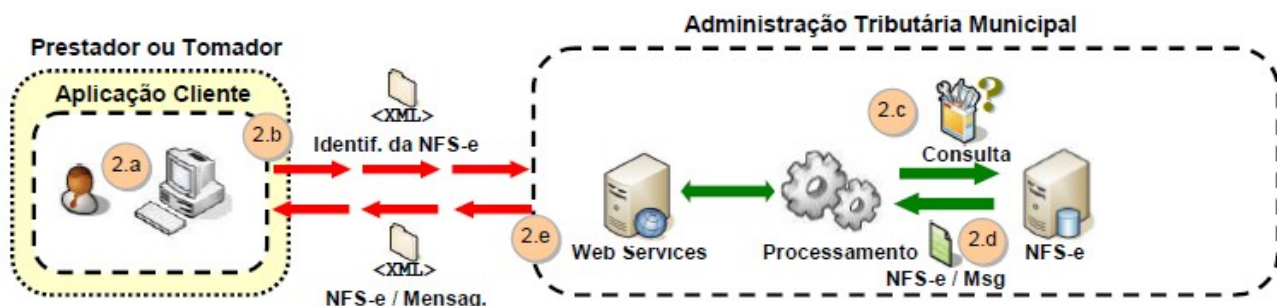 Administração Tributária Municipal
Prestador ou Tomador
Aplicação Cliente
<XML>
Identif. da NFS-e
2.a
2.b
2.c
Consulta
2.e
Web Services
Processamento
2.d
NFS-e
NFS-e / Msg
<XML>
NFS-e / Mensag.